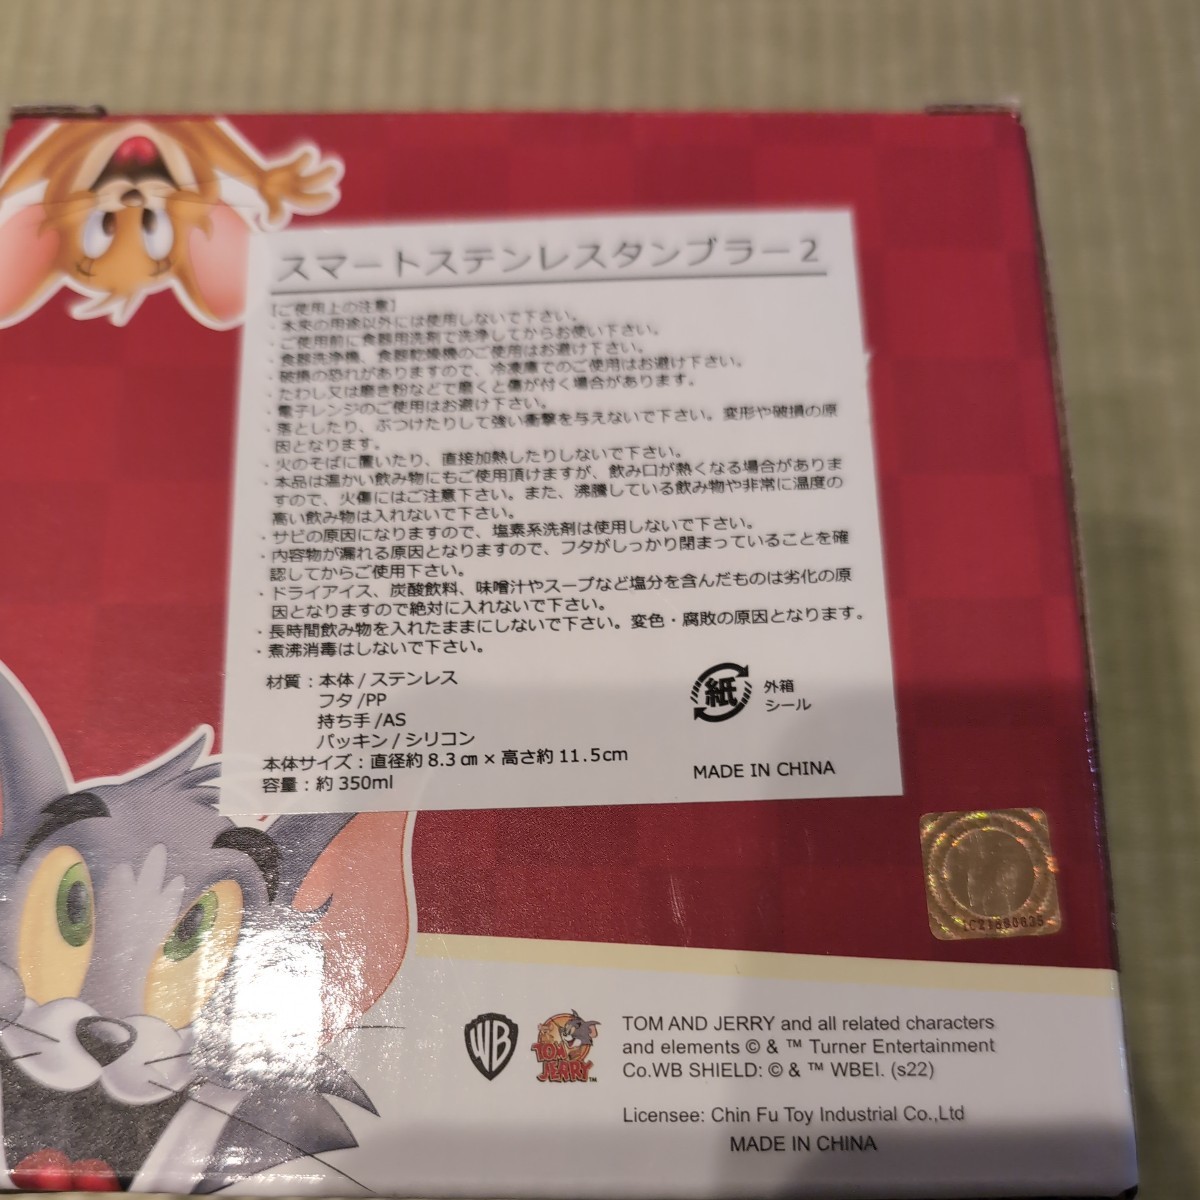 スマートステンレスタンブラー2
【ご使用上の注意】
・本来の用途以外には使用しないで下さい。
・ご使用前に食器用洗剤で洗浄してからお使い下さい。
・食器洗浄機、食器乾燥機のご使用はお避け下さい。
・破損の恐れがありますので、冷凍庫でのご使用はお避け下さい。
・たわし又は磨き粉などで磨くと傷が付く場合があります。
・電子レンジのご使用はお避け下さい。
・落としたり、ぶつけたりして強い衝撃を与えないで下さい。変形や破損の原
因となります。
・火のそばに置いたり、直接加熱したりしないで下さい。
・本品は温かい飲み物にもご使用頂けますが、飲み口が熱くなる場合がありま
すので、火傷にはご注意下さい。また、沸騰している飲み物や非常に温度の
高い飲み物は入れないで下さい。
・サビの原因になりますので、塩素系洗剤は使用しないで下さい。
・内容物が漏れる原因となりますので、フタがしっかり閉まっていることを確
認してからご使用下さい。
・ドライアイス、炭酸飲料、味噌汁やスープなど塩分を含んだものは劣化の原
因となりますので絶対に入れないで下さい。
・長時間飲み物を入れたままにしないで下さい。変色・腐敗の原因となります。
・煮沸消毒はしないで下さい。
材質：本体/ステンレス
フタ/PP
持ち手/AS
パッキン/シリコン
本体サイズ：直径約8.3㎝×高さ約11.5cm
容量：約350ml
紙
外箱
シール
MADE IN CHINA
WB
TOM AND JERRY™
TOM AND JERRY and all related characters
and elements © & ™ Turner Entertainment
Co.WB SHIELD: © & ™ WBEI. (s22)
Licensee: Chin Fu Toy Industrial Co.,Ltd
MADE IN CHINA